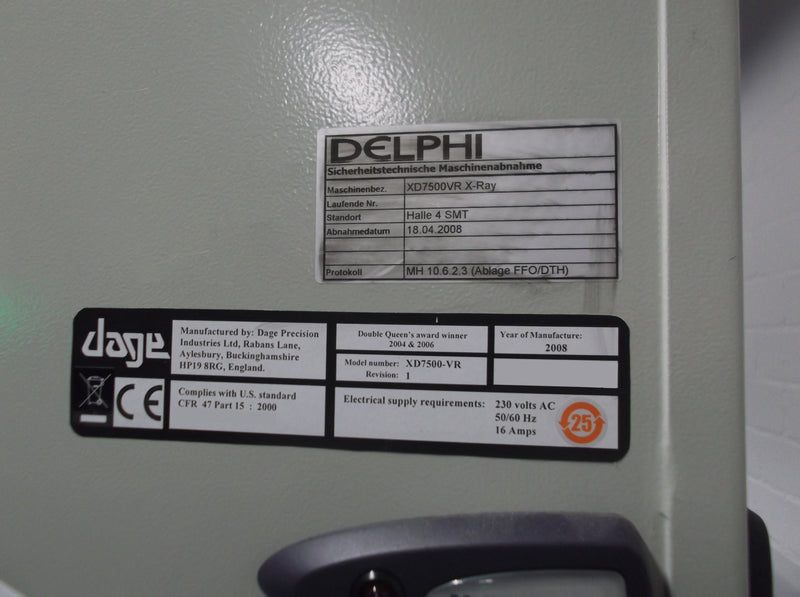 DELPHI
Sicherheitstechnische Maschinenabnahme
Maschinenbez. XD7500VR X-Ray
Laufende Nr.
Standort Halle 4 SMT
Abnahmedatum 18.04.2008
Protokoll MH 10.6.2.3 (Ablage FFO/DTH)
dage
Manufactured by: Dage Precision
Industries Ltd, Rabans Lane,
Aylesbury, Buckinghamshire
HP19 8RG, England.
Double Queen's award winner
2004 & 2006
Year of Manufacture:
2008
Model number: XD7500-VR
Revision: 1
CE
Complies with U.S. standard
CFR 47 Part 15 : 2000
Electrical supply requirements: 230 volts AC
50/60 Hz
16 Amps
25